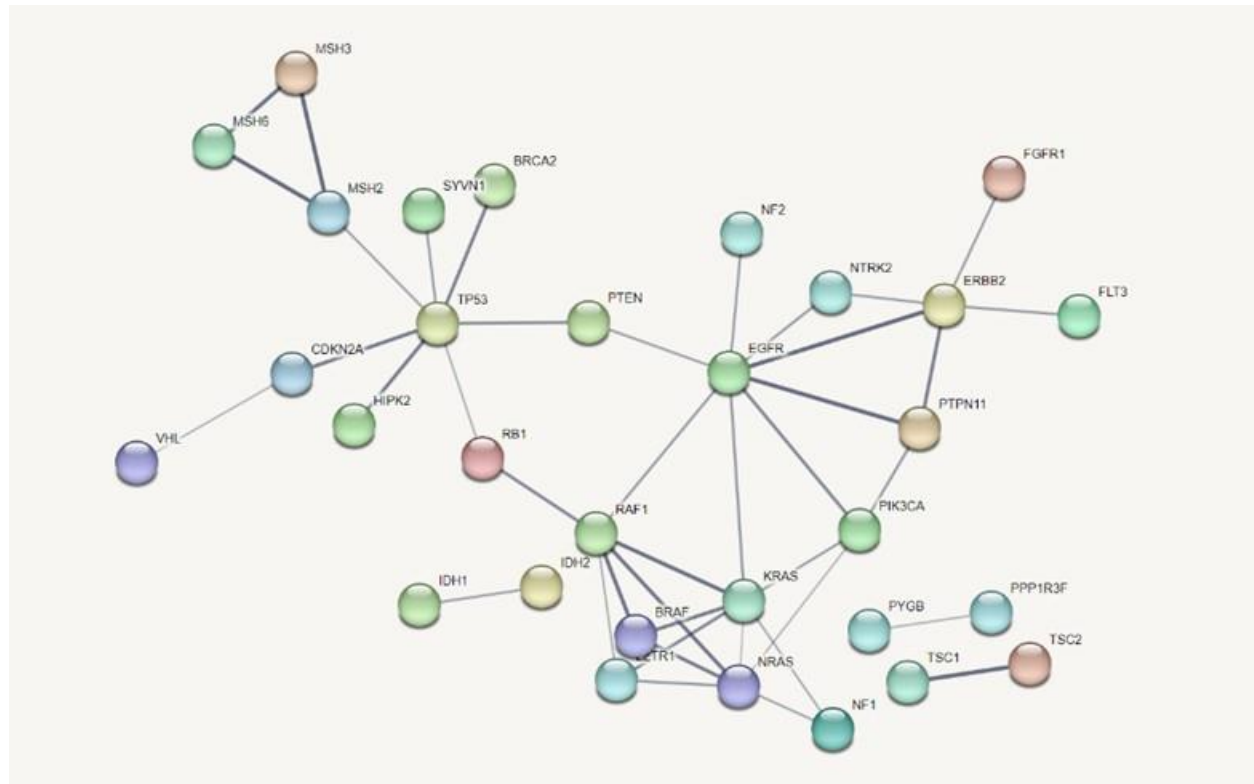 MSH3
MSH6
BRCA2
FGFR1
SYVN1
MSH2
NF2
NTRK2
ERBB2
FLT3
TP53
PTEN
EGFR
CDKN2A
HIPK2
PTPN11
VHL
RB1
PIK3CA
RAF1
IDH2
IDH1
KRAS
PPP1R3F
PYGB
BRAF
TSC2
TSC1
NRAS
NF1